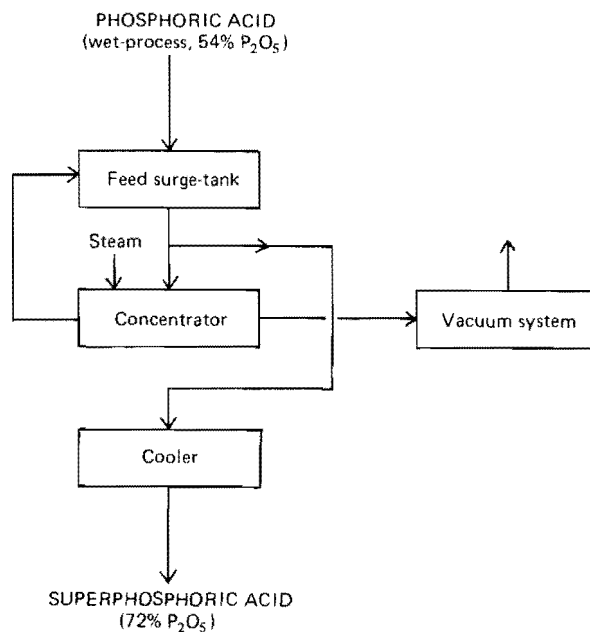 PHOSPHORIC ACID
(wet-process, 54% P₂O₅)
Feed surge-tank
Steam
Concentrator
Vacuum system
Cooler
SUPERPHOSPHORIC ACID
(72% P₂O₅)